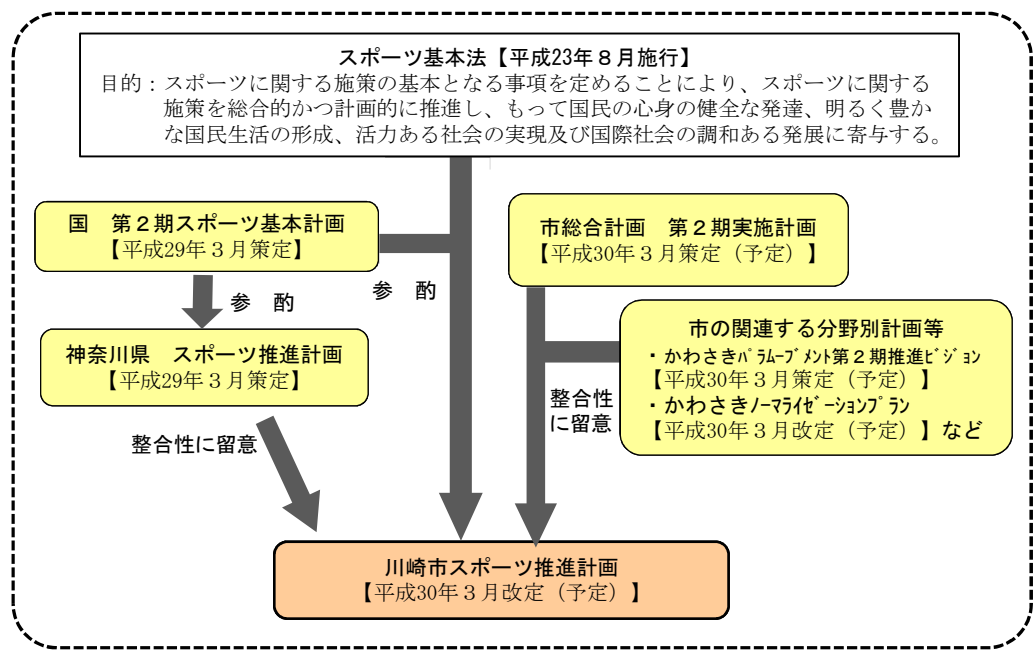 スポーツ基本法【平成23年８月施行】
目的：スポーツに関する施策の基本となる事項を定めることにより、スポーツに関する
施策を総合的かつ計画的に推進し、もって国民の心身の健全な発達、明るく豊か
な国民生活の形成、活力ある社会の実現及び国際社会の調和ある発展に寄与する。
国　第２期スポーツ基本計画
【平成29年３月策定】
市総合計画　第２期実施計画
【平成30年３月策定（予定）】
参　酌
参　酌
神奈川県　スポーツ推進計画
【平成29年３月策定】
市の関連する分野別計画等
・かわさきﾊﾟﾗﾑｰﾌﾞﾒﾝﾄ第２期推進ﾋﾞｼﾞｮﾝ
【平成30年３月策定（予定）】
・かわさきﾉｰﾏﾗｲｾﾞｰｼｮﾝﾌﾟﾗﾝ
【平成30年３月改定（予定）】など
整合性に留意
整合性
に留意
川崎市スポーツ推進計画
【平成30年３月改定（予定）】